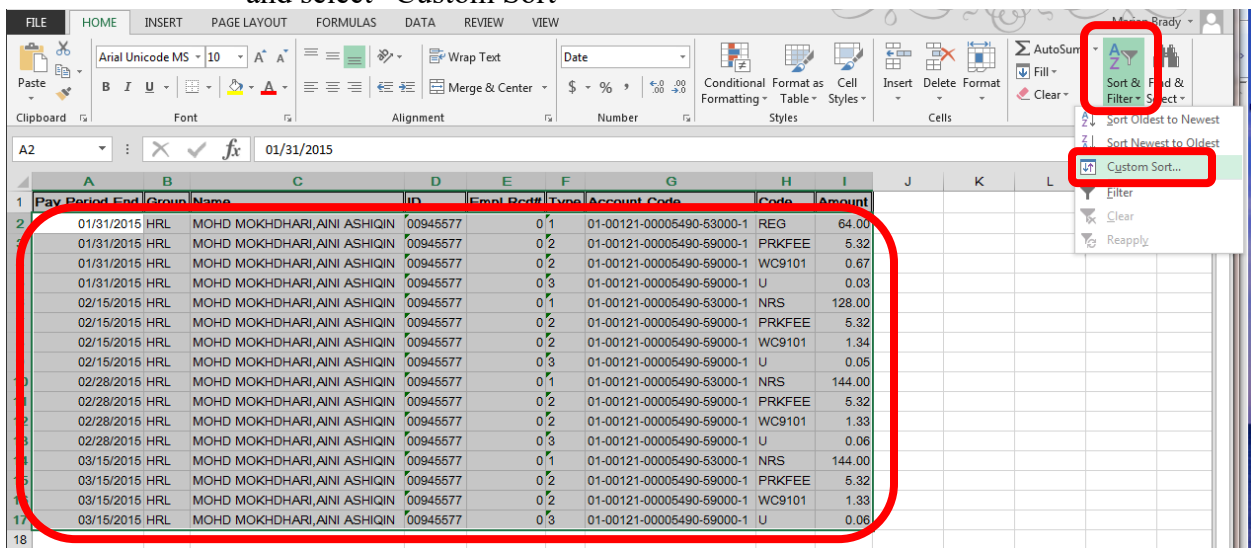 and select "Custom Sort"
FILE HOME INSERT PAGE LAYOUT FORMULAS DATA REVIEW VIEW Brady
Arial Unicode MS 10 A A Wrap Text Date AutoSum
Paste B I U A Merge & Center $ % , .00 Conditional Formatting Format as Table Cell Styles Insert Delete Format Fill Clear Sort & Filter Find & Select
Clipboard Font Alignment Number Styles Cells
Sort Oldest to Newest
Sort Newest to Oldest
Custom Sort...
Filter
Clear
Reapply
A2 fx 01/31/2015
A B C D E F G H I J K L
1 Pay Period End Group Name ID Empl Rcd# Type Account Code Code Amount
2 01/31/2015 HRL MOHD MOKHDHARI,AINI ASHIQIN 00945577 0 1 01-00121-00005490-53000-1 REG 64.00
01/31/2015 HRL MOHD MOKHDHARI,AINI ASHIQIN 00945577 0 2 01-00121-00005490-59000-1 PRKFEE 5.32
01/31/2015 HRL MOHD MOKHDHARI,AINI ASHIQIN 00945577 0 2 01-00121-00005490-59000-1 WC9101 0.67
01/31/2015 HRL MOHD MOKHDHARI,AINI ASHIQIN 00945577 0 3 01-00121-00005490-59000-1 U 0.03
02/15/2015 HRL MOHD MOKHDHARI,AINI ASHIQIN 00945577 0 1 01-00121-00005490-53000-1 NRS 128.00
02/15/2015 HRL MOHD MOKHDHARI,AINI ASHIQIN 00945577 0 2 01-00121-00005490-59000-1 PRKFEE 5.32
02/15/2015 HRL MOHD MOKHDHARI,AINI ASHIQIN 00945577 0 2 01-00121-00005490-59000-1 WC9101 1.34
02/15/2015 HRL MOHD MOKHDHARI,AINI ASHIQIN 00945577 0 3 01-00121-00005490-59000-1 U 0.05
02/28/2015 HRL MOHD MOKHDHARI,AINI ASHIQIN 00945577 0 1 01-00121-00005490-53000-1 NRS 144.00
02/28/2015 HRL MOHD MOKHDHARI,AINI ASHIQIN 00945577 0 2 01-00121-00005490-59000-1 PRKFEE 5.32
02/28/2015 HRL MOHD MOKHDHARI,AINI ASHIQIN 00945577 0 2 01-00121-00005490-59000-1 WC9101 1.33
02/28/2015 HRL MOHD MOKHDHARI,AINI ASHIQIN 00945577 0 3 01-00121-00005490-59000-1 U 0.06
03/15/2015 HRL MOHD MOKHDHARI,AINI ASHIQIN 00945577 0 1 01-00121-00005490-53000-1 NRS 144.00
03/15/2015 HRL MOHD MOKHDHARI,AINI ASHIQIN 00945577 0 2 01-00121-00005490-59000-1 PRKFEE 5.32
03/15/2015 HRL MOHD MOKHDHARI,AINI ASHIQIN 00945577 0 2 01-00121-00005490-59000-1 WC9101 1.33
17 03/15/2015 HRL MOHD MOKHDHARI,AINI ASHIQIN 00945577 0 3 01-00121-00005490-59000-1 U 0.06
18